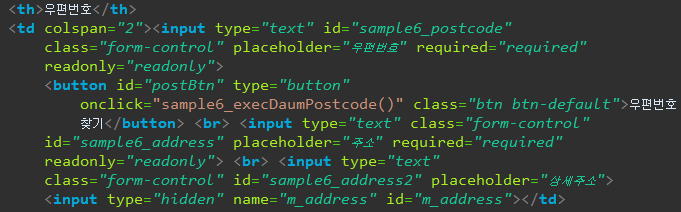 <th>우편번호</th>
<td colspan="2"><input type="text" id="sample6_postcode"
class="form-control" placeholder="우편번호" required="required"
readonly="readonly">
<button id="postBtn" type="button"
onclick="sample6_execDaumPostcode()" class="btn btn-default">우편번호
찾기</button> <br> <input type="text" class="form-control"
id="sample6_address" placeholder="주소" required="required"
readonly="readonly"> <br> <input type="text"
class="form-control" id="sample6_address2" placeholder="상세주소">
<input type="hidden" name="m_address" id="m_address"></td>